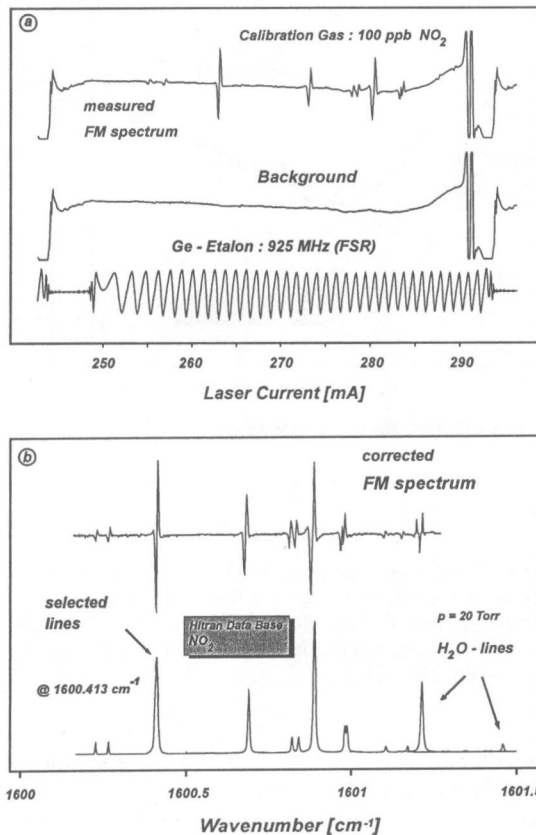 a
Calibration Gas : 100 ppb NO2
measured
FM spectrum
Background
Ge - Etalon : 925 MHz (FSR)
250 260 270 280 290
Laser Current [mA]
b
corrected
FM spectrum
selected
lines
Hitran Data Base
NO2
p = 20 Torr
H2O - lines
@ 1600.413 cm-1
1600 1600.5 1601 1601.5
Wavenumber [cm-1]